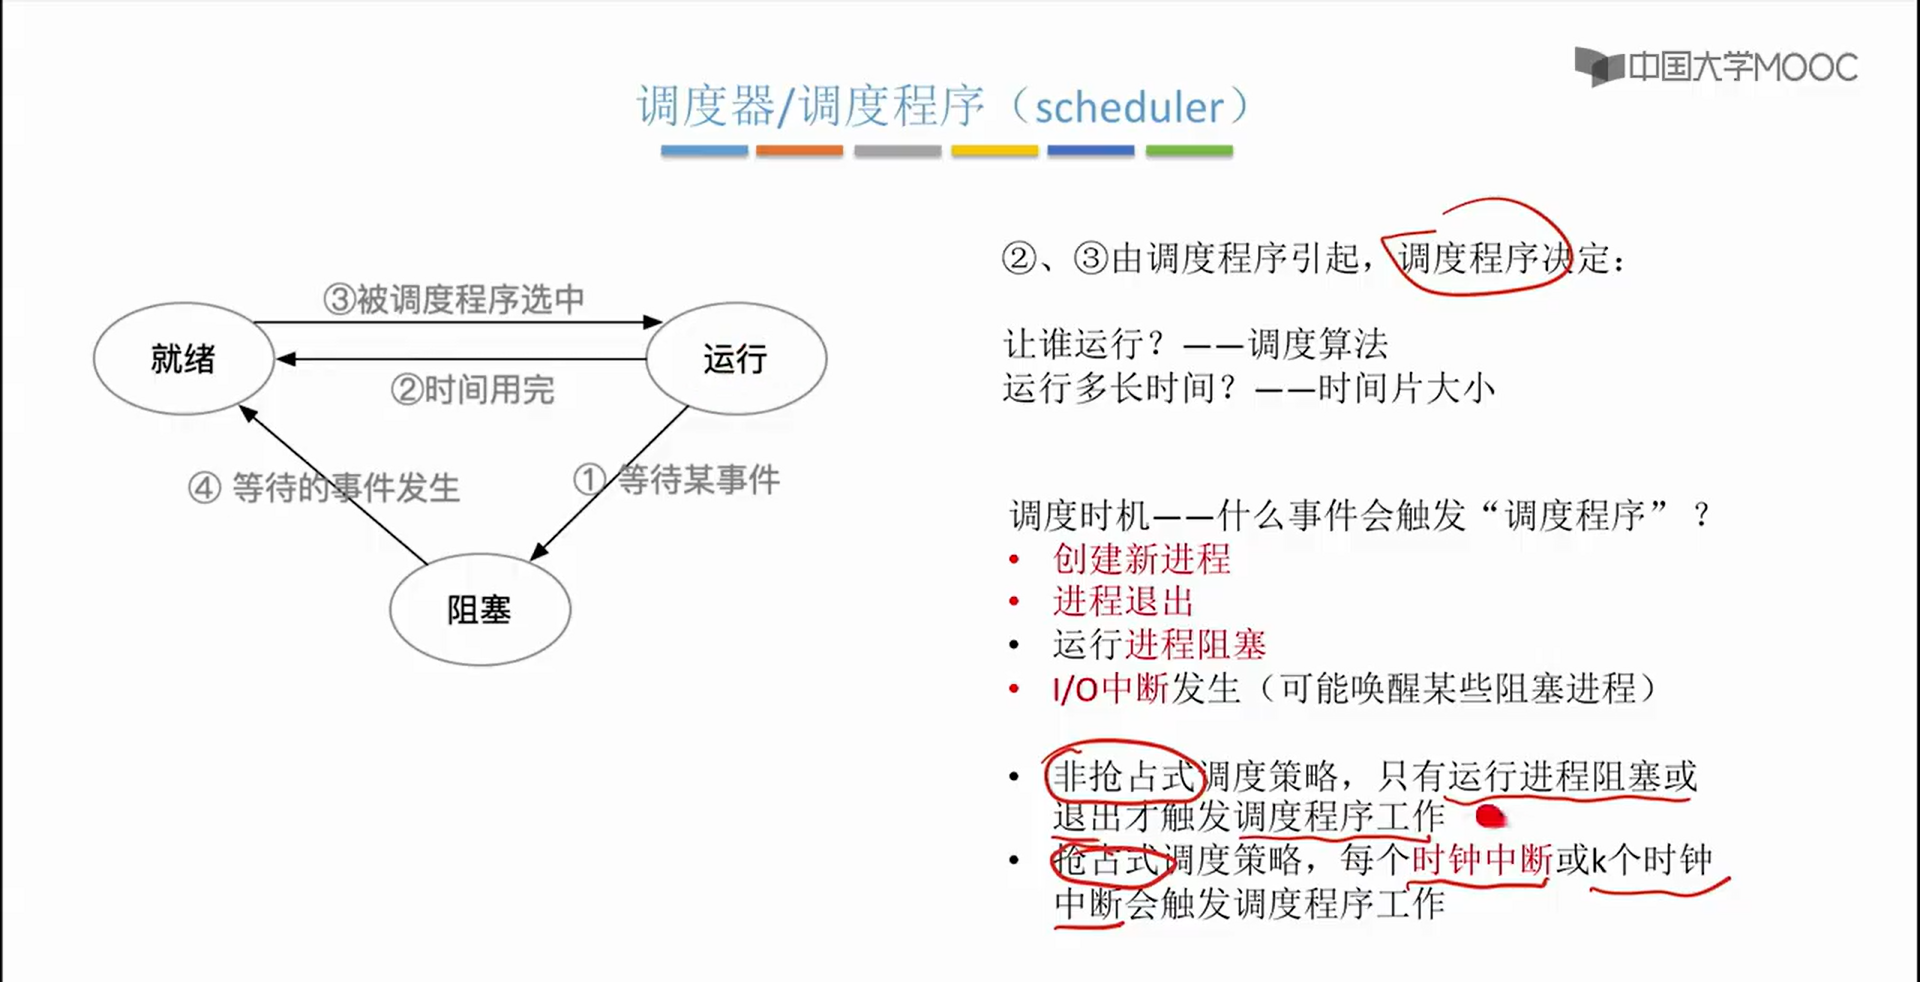 中国大学MOOC
调度器/调度程序（scheduler）
③被调度程序选中
就绪
运行
②时间用完
④ 等待的事件发生
① 等待某事件
阻塞
②、③由调度程序引起，调度程序决定：
让谁运行？——调度算法
运行多长时间？——时间片大小
调度时机——什么事件会触发“调度程序”？
• 创建新进程
• 进程退出
• 运行进程阻塞
• I/O中断发生（可能唤醒某些阻塞进程）
• 非抢占式调度策略，只有运行进程阻塞或
退出才触发调度程序工作
• 抢占式调度策略，每个时钟中断或k个时钟
中断会触发调度程序工作